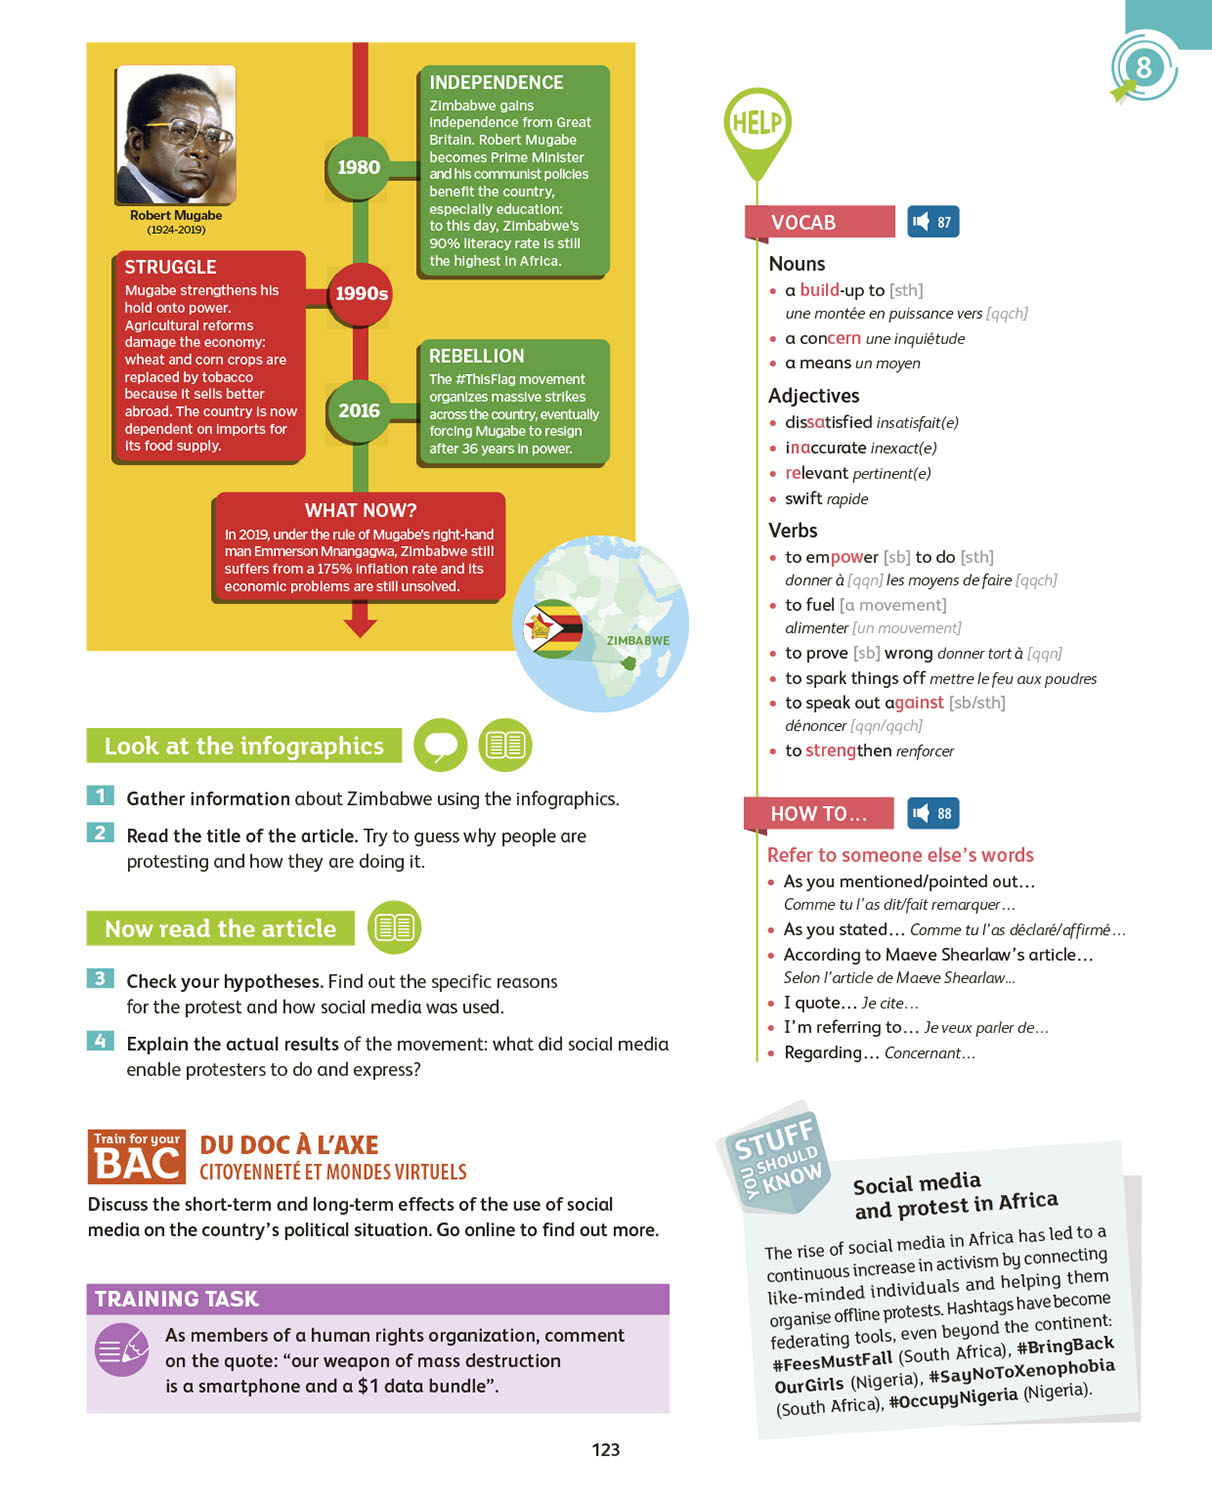 8
Robert Mugabe
(1924-2019)
1980
INDEPENDENCE
Zimbabwe gains
independence from Great
Britain. Robert Mugabe
becomes Prime Minister
and his communist policies
benefit the country,
especially education:
to this day, Zimbabwe's
90% literacy rate is still
the highest in Africa.
1990s
STRUGGLE
Mugabe strengthens his
hold onto power.
Agricultural reforms
damage the economy:
wheat and corn crops are
replaced by tobacco
because it sells better
abroad. The country is now
dependent on imports for
its food supply.
2016
REBELLION
The #ThisFlag movement
organizes massive strikes
across the country, eventually
forcing Mugabe to resign
after 36 years in power.
WHAT NOW?
In 2019, under the rule of Mugabe's right-hand
man Emmerson Mnangagwa, Zimbabwe still
suffers from a 175% inflation rate and its
economic problems are still unsolved.
ZIMBABWE
Look at the infographics
1 Gather information about Zimbabwe using the infographics.
2 Read the title of the article. Try to guess why people are
protesting and how they are doing it.
Now read the article
3 Check your hypotheses. Find out the specific reasons
for the protest and how social media was used.
4 Explain the actual results of the movement: what did social media
enable protesters to do and express?
Train for your
BAC
DU DOC À L'AXE
CITOYENNETÉ ET MONDES VIRTUELS
Discuss the short-term and long-term effects of the use of social
media on the country's political situation. Go online to find out more.
TRAINING TASK
As members of a human rights organization, comment
on the quote: “our weapon of mass destruction
is a smartphone and a $1 data bundle”.
HELP
VOCAB 87
Nouns
• a build-up to [sth]
une montée en puissance vers [qqch]
• a concern une inquiétude
• a means un moyen
Adjectives
• dissatisfied insatisfait(e)
• inaccurate inexact(e)
• relevant pertinent(e)
• swift rapide
Verbs
• to empower [sb] to do [sth]
donner à [qqn] les moyens de faire [qqch]
• to fuel [a movement]
alimenter [un mouvement]
• to prove [sb] wrong donner tort à [qqn]
• to spark things off mettre le feu aux poudres
• to speak out against [sb/sth]
dénoncer [qqn/qqch]
• to strengthen renforcer
HOW TO... 88
Refer to someone else's words
• As you mentioned/pointed out...
Comme tu l'as dit/fait remarquer...
• As you stated... Comme tu l'as déclaré/affirmé...
• According to Maeve Shearlaw's article...
Selon l'article de Maeve Shearlaw...
• I quote... Je cite...
• I'm referring to... Je veux parler de...
• Regarding... Concernant...
STUFF
YOU SHOULD
KNOW
Social media
and protest in Africa
The rise of social media in Africa has led to a
continuous increase in activism by connecting
like-minded individuals and helping them
organise offline protests. Hashtags have become
federating tools, even beyond the continent:
#FeesMustFall (South Africa), #BringBack
OurGirls (Nigeria), #SayNoToXenophobia
(South Africa), #OccupyNigeria (Nigeria).
123